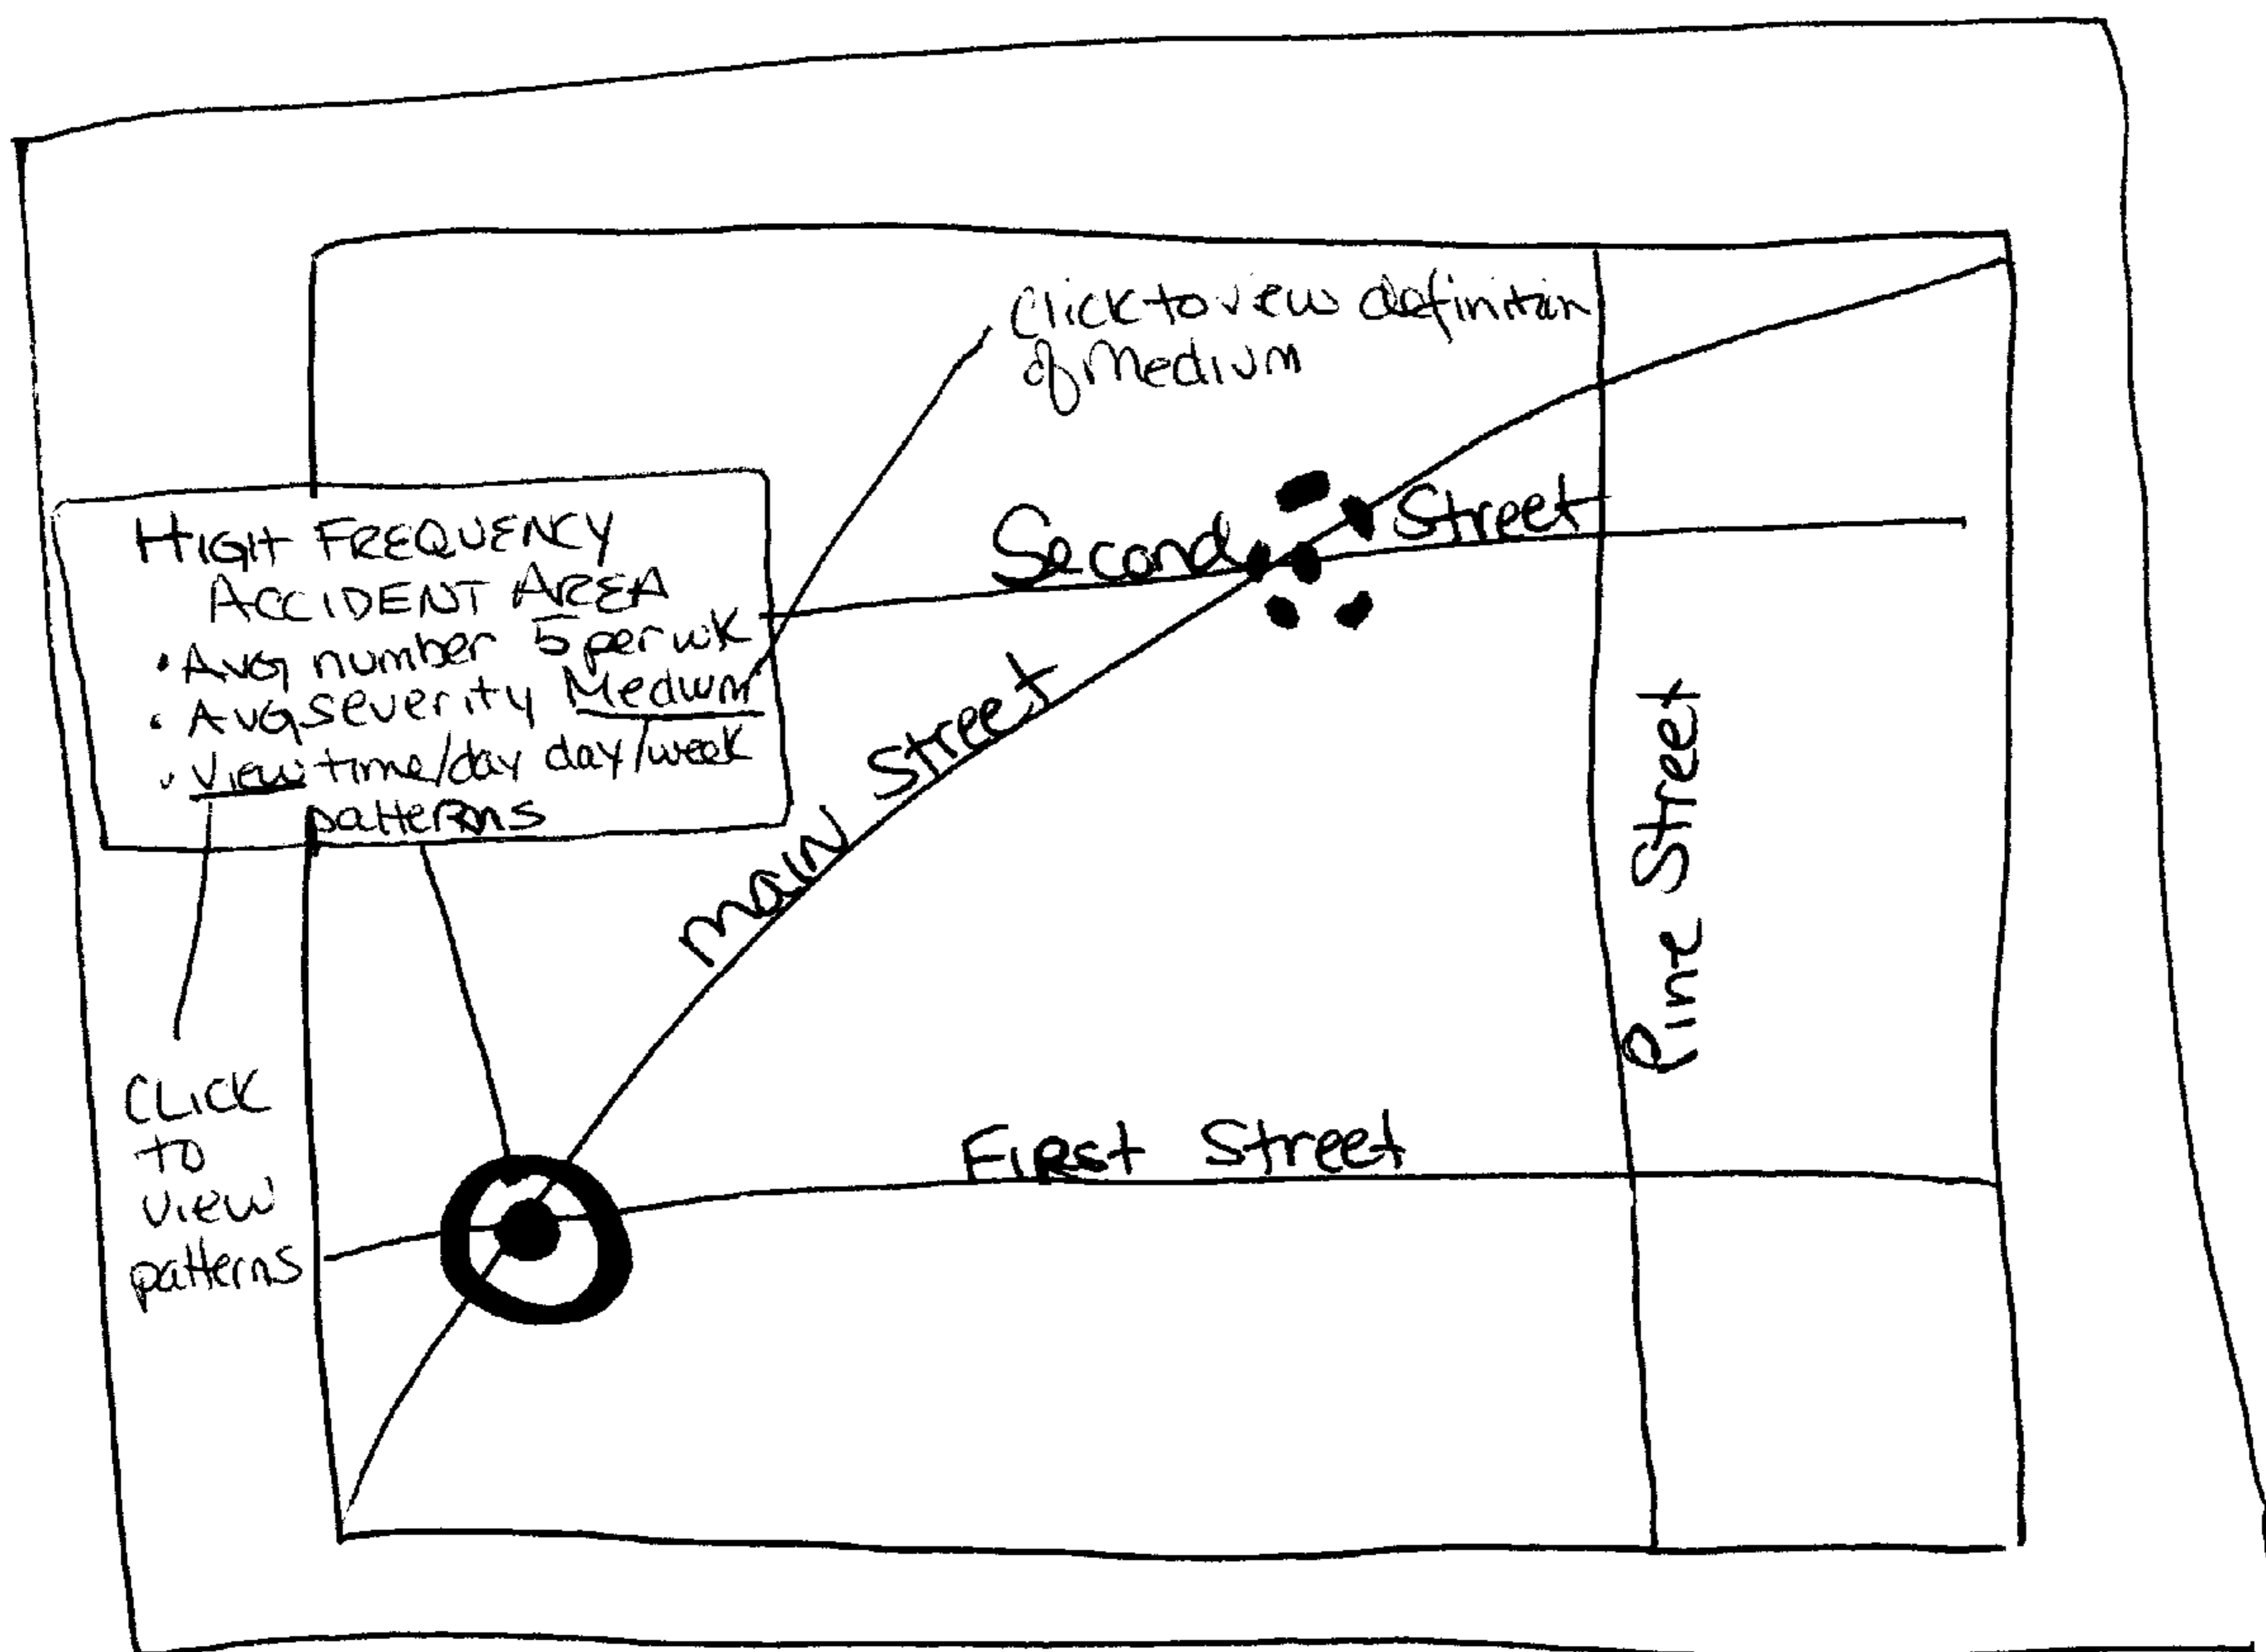 Click to view definition
of Medium
Second Street
HIGH FREQUENCY
ACCIDENT AREA
• Avg number 5 per wk
• Avg severity Medium
• View time/day day/week
patterns
Main Street
Pine Street
First Street
CLICK
TO
VIEW
patterns